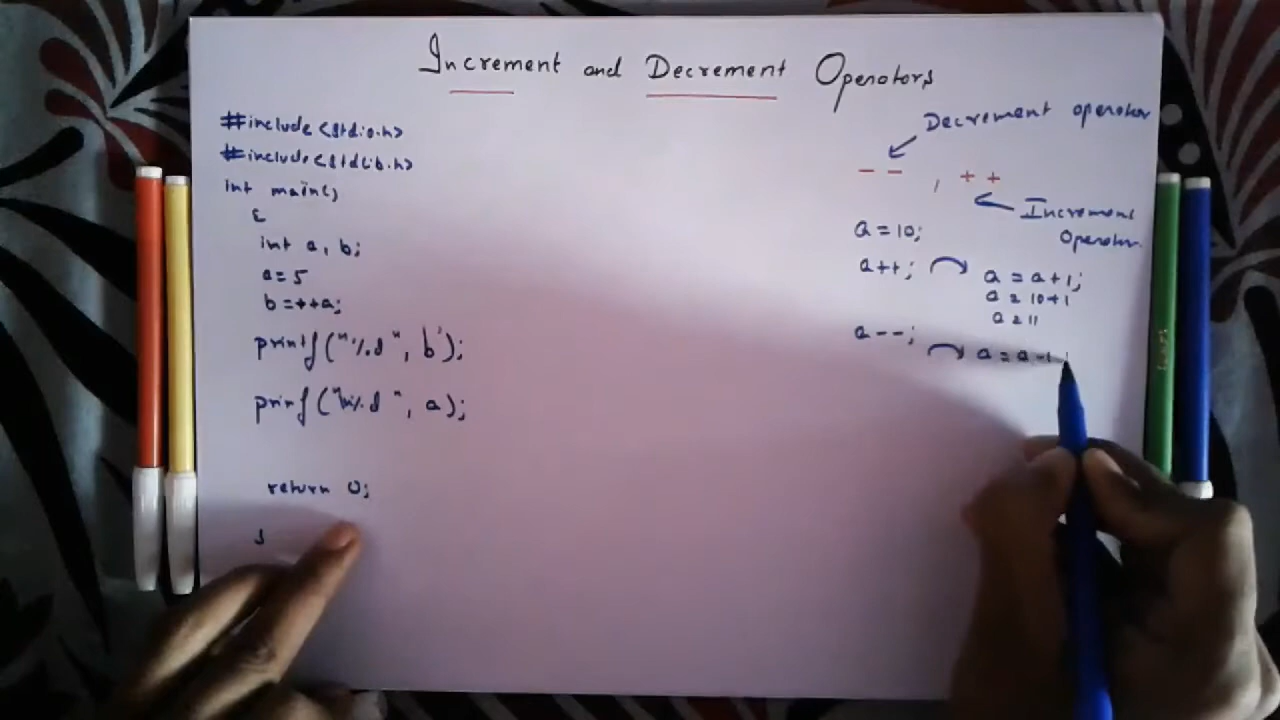 Increment and Decrement Operators
#include<stdio.h>
#include<stdlib.h>
int main()
{
int a, b;
a=5
b=++a;
printf("%d", b);
prinf("\n%d", a);
return 0;
}
Decrement operator
-- , ++
Increment
Operator
a=10;
a++; a = a+1;
a = 10+1
a = 11
a--; a = a-1;